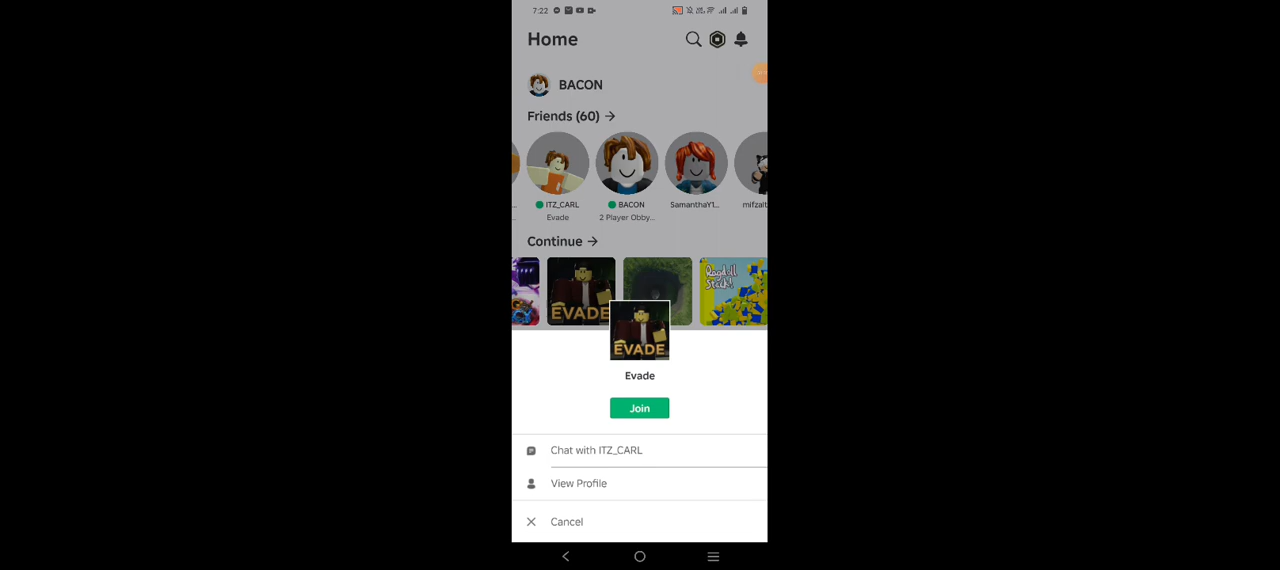 7:22
Home
BACON
Friends (60)
ITZ_CARL
Evade
BACON
2 Player Obby...
SamanthaY1...
mifzalt
Continue
EVADE
Ragdoll
Stack!
EVADE
Evade
Join
Chat with ITZ_CARL
View Profile
Cancel